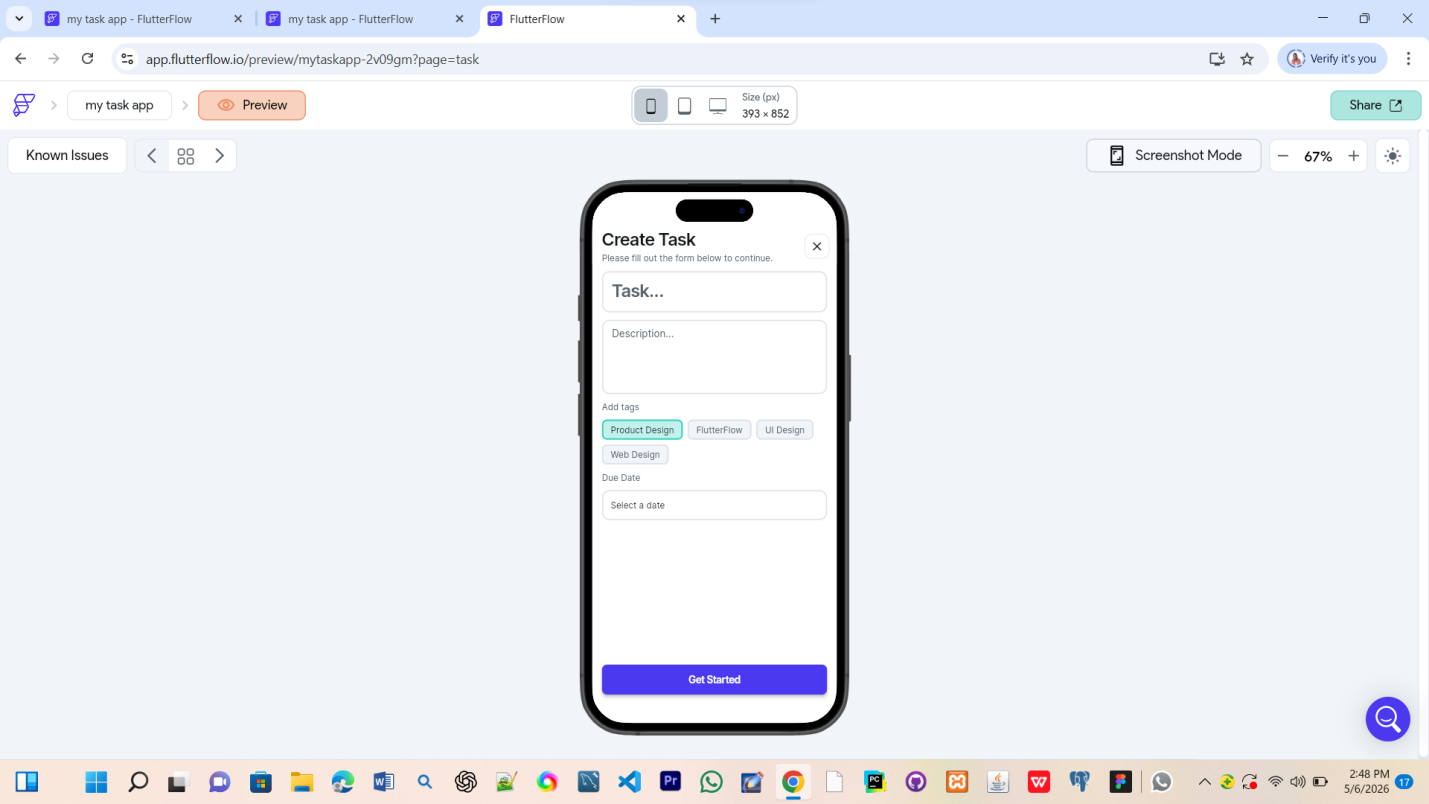 my task app - FlutterFlow
my task app - FlutterFlow
FlutterFlow
app.flutterflow.io/preview/mytaskapp-2v09gm?page=task
Verify it's you
my task app
Preview
Size (px)
393 × 852
Share
Known Issues
Screenshot Mode
67%
Create Task
Please fill out the form below to continue.
Task...
Description...
Add tags
Product Design
FlutterFlow
UI Design
Web Design
Due Date
Select a date
Get Started
2:48 PM
5/6/2026
17